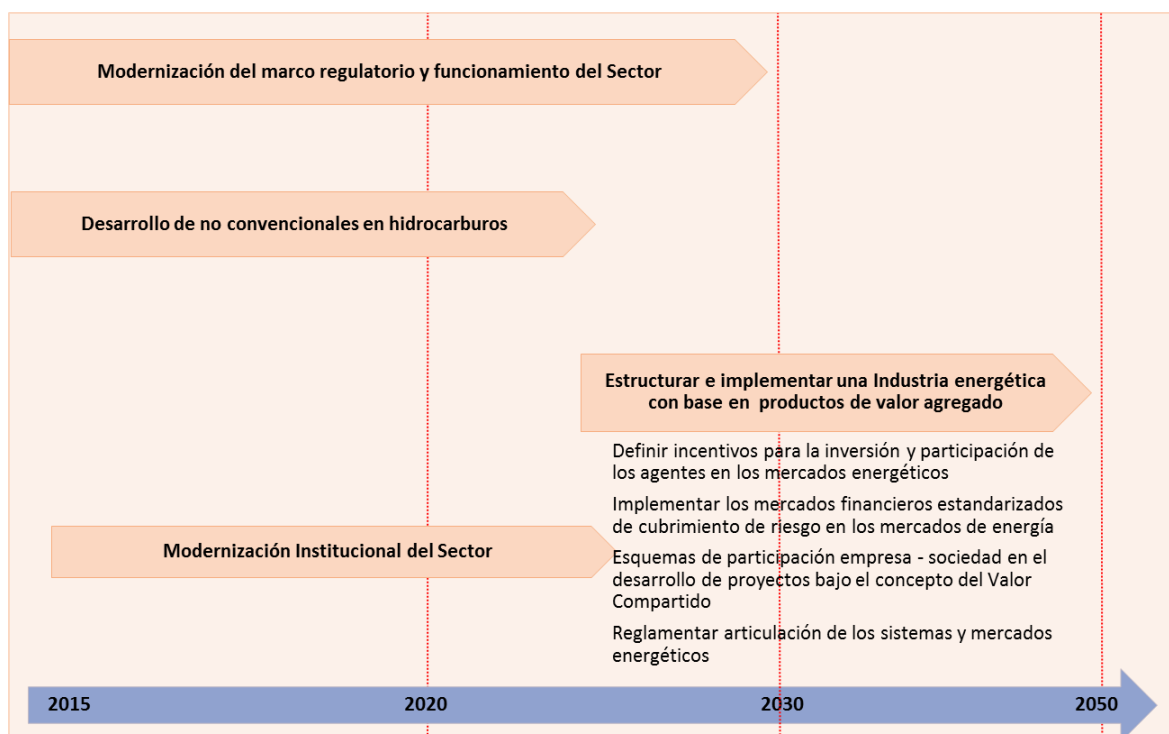 Modernización del marco regulatorio y funcionamiento del Sector
Desarrollo de no convencionales en hidrocarburos
Estructurar e implementar una Industria energética
con base en productos de valor agregado
Definir incentivos para la inversión y participación de
los agentes en los mercados energéticos
Implementar los mercados financieros estandarizados
de cubrimiento de riesgo en los mercados de energía
Modernización Institucional del Sector
Esquemas de participación empresa - sociedad en el
desarrollo de proyectos bajo el concepto del Valor
Compartido
Reglamentar articulación de los sistemas y mercados
energéticos
2015 2020 2030 2050